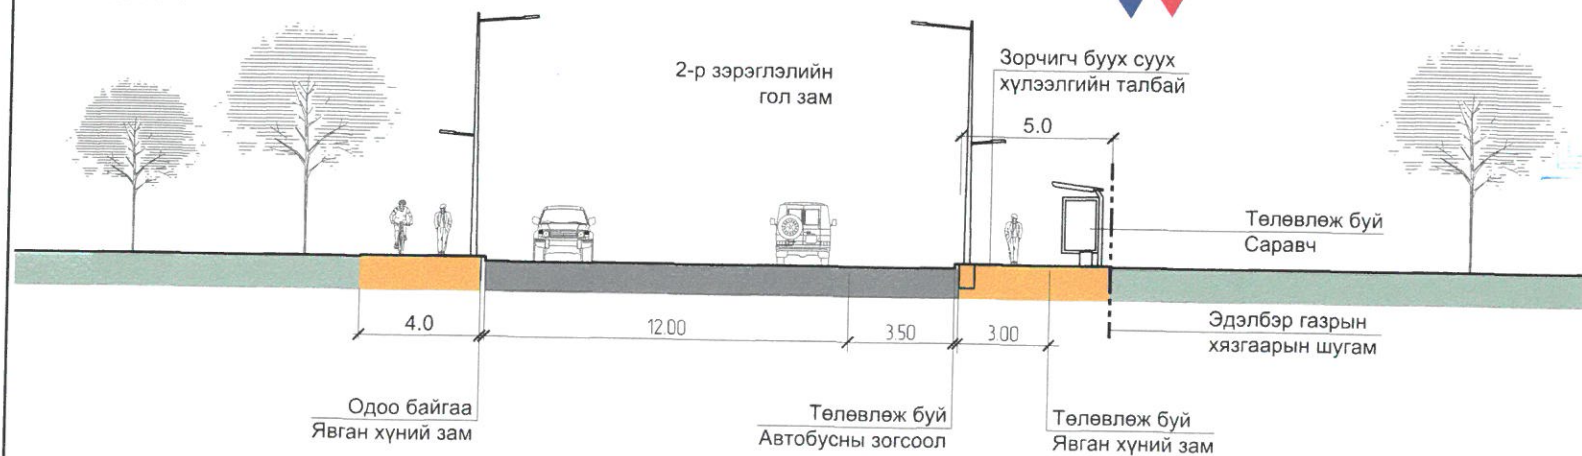 2-р зэрэглэлийн
гол зам
Зорчигч буух суух
хүлээлгийн талбай
5.0
Төлөвлөж буй
Саравч
4.0
12.00
3.50
3.00
Эдэлбэр газрын
хязгаарын шугам
Одоо байгаа
Явган хүний зам
Төлөвлөж буй
Автобусны зогсоол
Төлөвлөж буй
Явган хүний зам